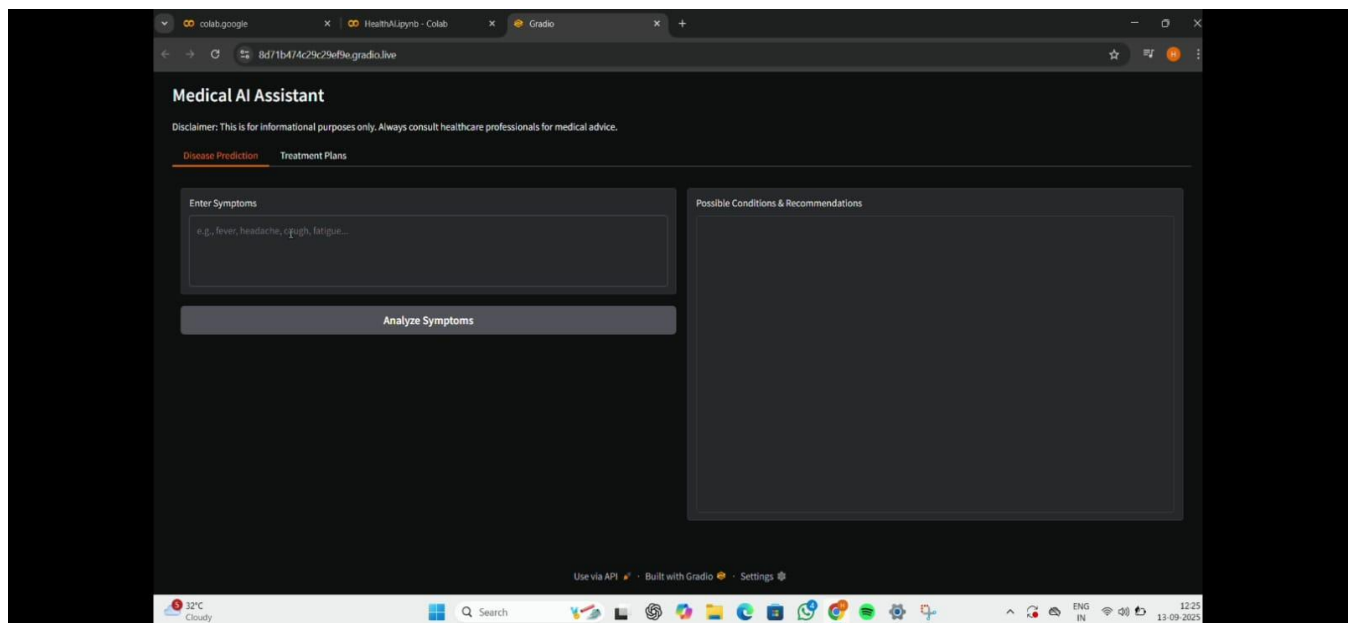 colab.google
HealthAI.ipynb - Colab
Gradio
8d71b474c29c29ef9e.gradio.live
Medical AI Assistant
Disclaimer: This is for informational purposes only. Always consult healthcare professionals for medical advice.
Disease Prediction
Treatment Plans
Enter Symptoms
e.g., fever, headache, cough, fatigue...
Analyze Symptoms
Possible Conditions & Recommendations
Use via API · Built with Gradio · Settings
5
32°C
Cloudy
Search
ENG
IN
12:25
13-09-2025